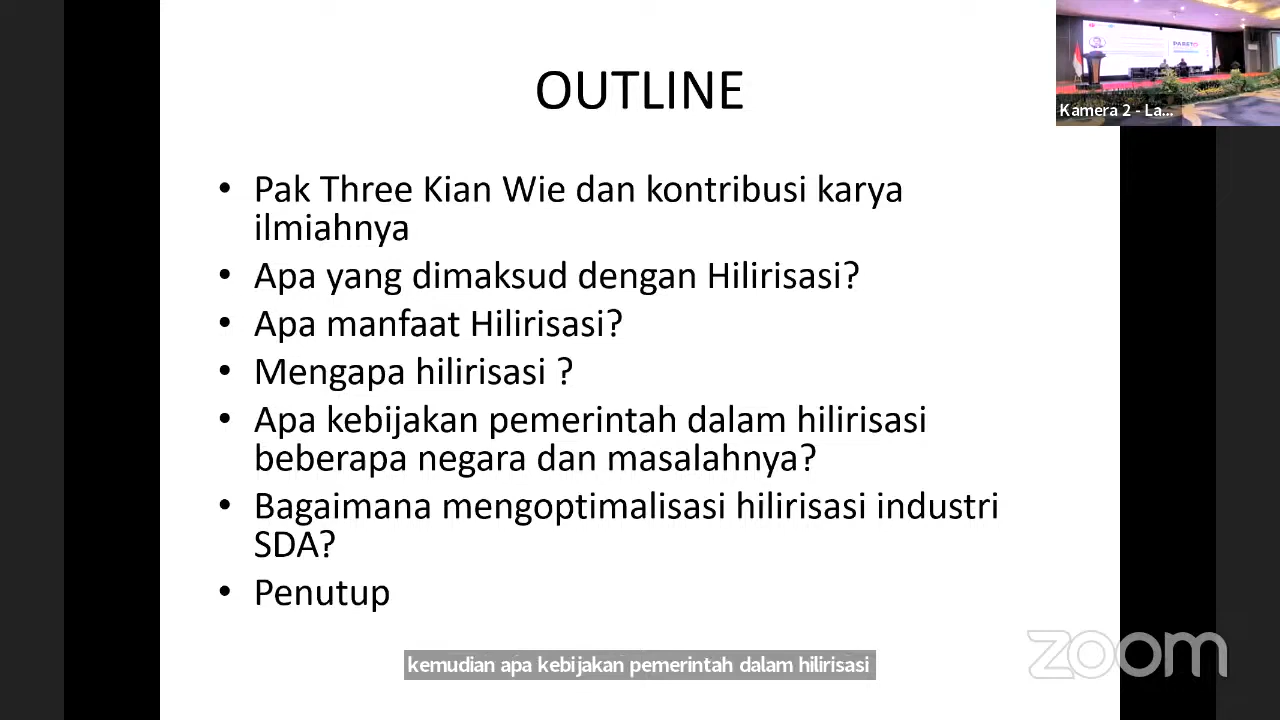 OUTLINE
Kamera 2 - La...
• Pak Three Kian Wie dan kontribusi karya
ilmiahnya
• Apa yang dimaksud dengan Hilirisasi?
• Apa manfaat Hilirisasi?
• Mengapa hilirisasi ?
• Apa kebijakan pemerintah dalam hilirisasi
beberapa negara dan masalahnya?
• Bagaimana mengoptimalisasi hilirisasi industri
SDA?
• Penutup
kemudian apa kebijakan pemerintah dalam hilirisasi
zoom